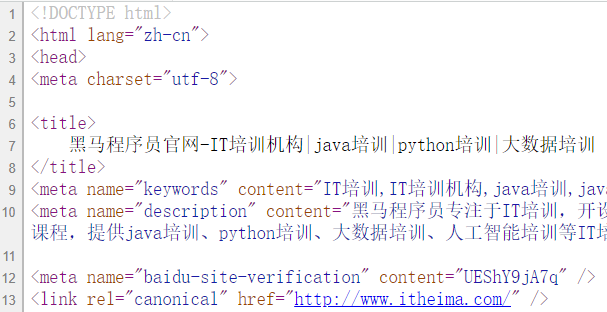 1 <!DOCTYPE html>
2 <html lang="zh-cn">
3 <head>
4 <meta charset="utf-8">
5
6 <title>
7 黑马程序员官网-IT培训机构|java培训|python培训|大数据培训
8 </title>
9 <meta name="keywords" content="IT培训,IT培训机构,java培训,jav
10 <meta name="description" content="黑马程序员专注于IT培训，开设
课程，提供java培训、python培训、大数据培训、人工智能培训等IT培
11
12 <meta name="baidu-site-verification" content="UEShY9jA7q" />
13 <link rel="canonical" href="http://www.itheima.com/" />